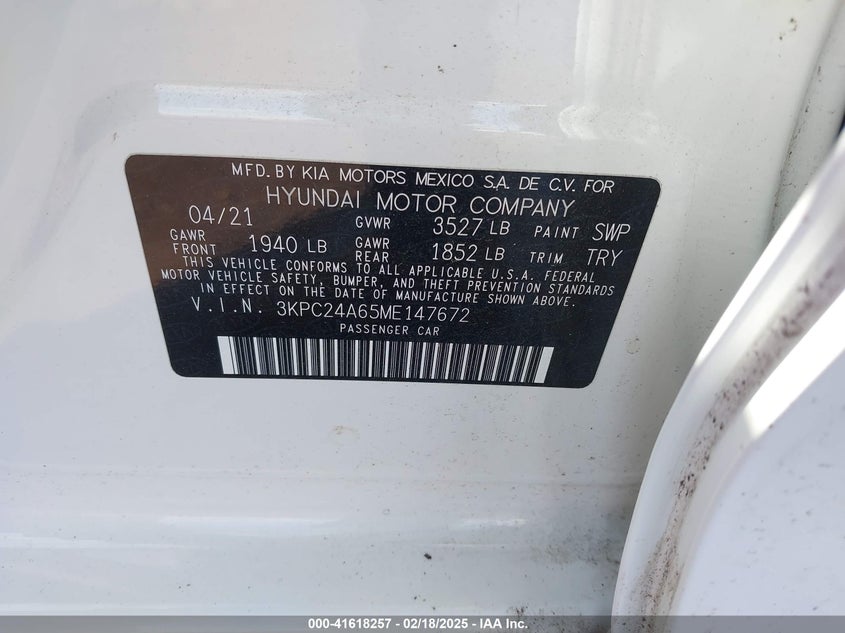 MFD. BY KIA MOTORS MEXICO S.A. DE C.V. FOR
HYUNDAI MOTOR COMPANY
04/21 GVWR 3527 LB PAINT SWP
GAWR FRONT 1940 LB GAWR REAR 1852 LB TRIM TRY
THIS VEHICLE CONFORMS TO ALL APPLICABLE U.S.A. FEDERAL
MOTOR VEHICLE SAFETY, BUMPER, AND THEFT PREVENTION STANDARDS
IN EFFECT ON THE DATE OF MANUFACTURE SHOWN ABOVE.
V.I.N. 3KPC24A65ME147672
PASSENGER CAR
000-41618257 - 02/18/2025 - IAA Inc.